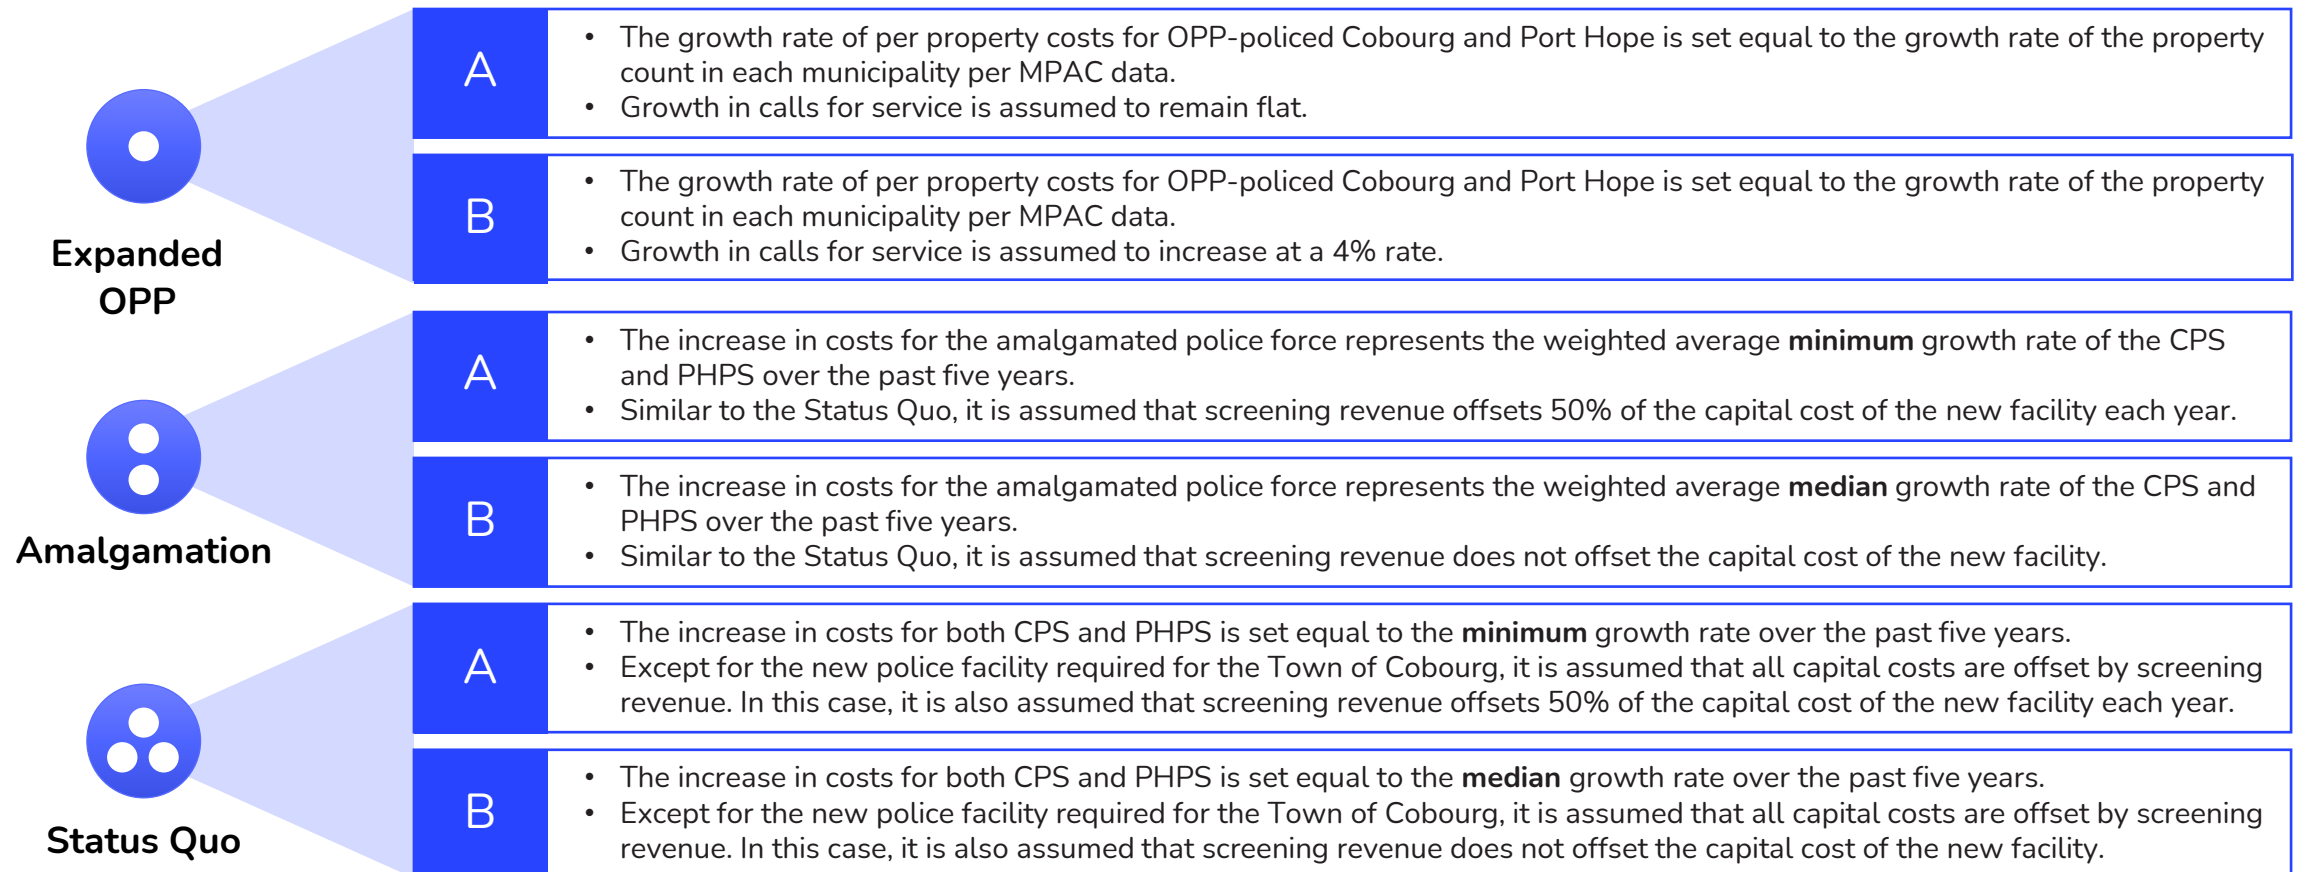 Expanded
OPP
A
• The growth rate of per property costs for OPP-policed Cobourg and Port Hope is set equal to the growth rate of the property
count in each municipality per MPAC data.
• Growth in calls for service is assumed to remain flat.
B
• The growth rate of per property costs for OPP-policed Cobourg and Port Hope is set equal to the growth rate of the property
count in each municipality per MPAC data.
• Growth in calls for service is assumed to increase at a 4% rate.
Amalgamation
A
• The increase in costs for the amalgamated police force represents the weighted average minimum growth rate of the CPS
and PHPS over the past five years.
• Similar to the Status Quo, it is assumed that screening revenue offsets 50% of the capital cost of the new facility each year.
B
• The increase in costs for the amalgamated police force represents the weighted average median growth rate of the CPS and
PHPS over the past five years.
• Similar to the Status Quo, it is assumed that screening revenue does not offset the capital cost of the new facility.
Status Quo
A
• The increase in costs for both CPS and PHPS is set equal to the minimum growth rate over the past five years.
• Except for the new police facility required for the Town of Cobourg, it is assumed that all capital costs are offset by screening
revenue. In this case, it is also assumed that screening revenue offsets 50% of the capital cost of the new facility each year.
B
• The increase in costs for both CPS and PHPS is set equal to the median growth rate over the past five years.
• Except for the new police facility required for the Town of Cobourg, it is assumed that all capital costs are offset by screening
revenue. In this case, it is also assumed that screening revenue does not offset the capital cost of the new facility.